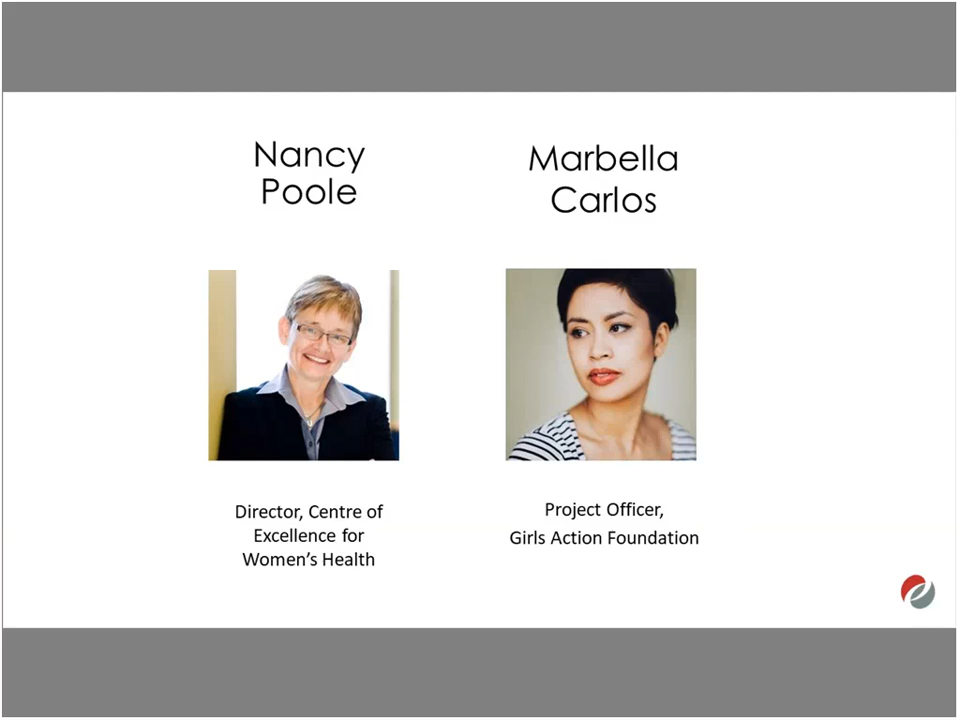 Nancy
Poole
Marbella
Carlos
Director, Centre of
Excellence for
Women's Health
Project Officer,
Girls Action Foundation